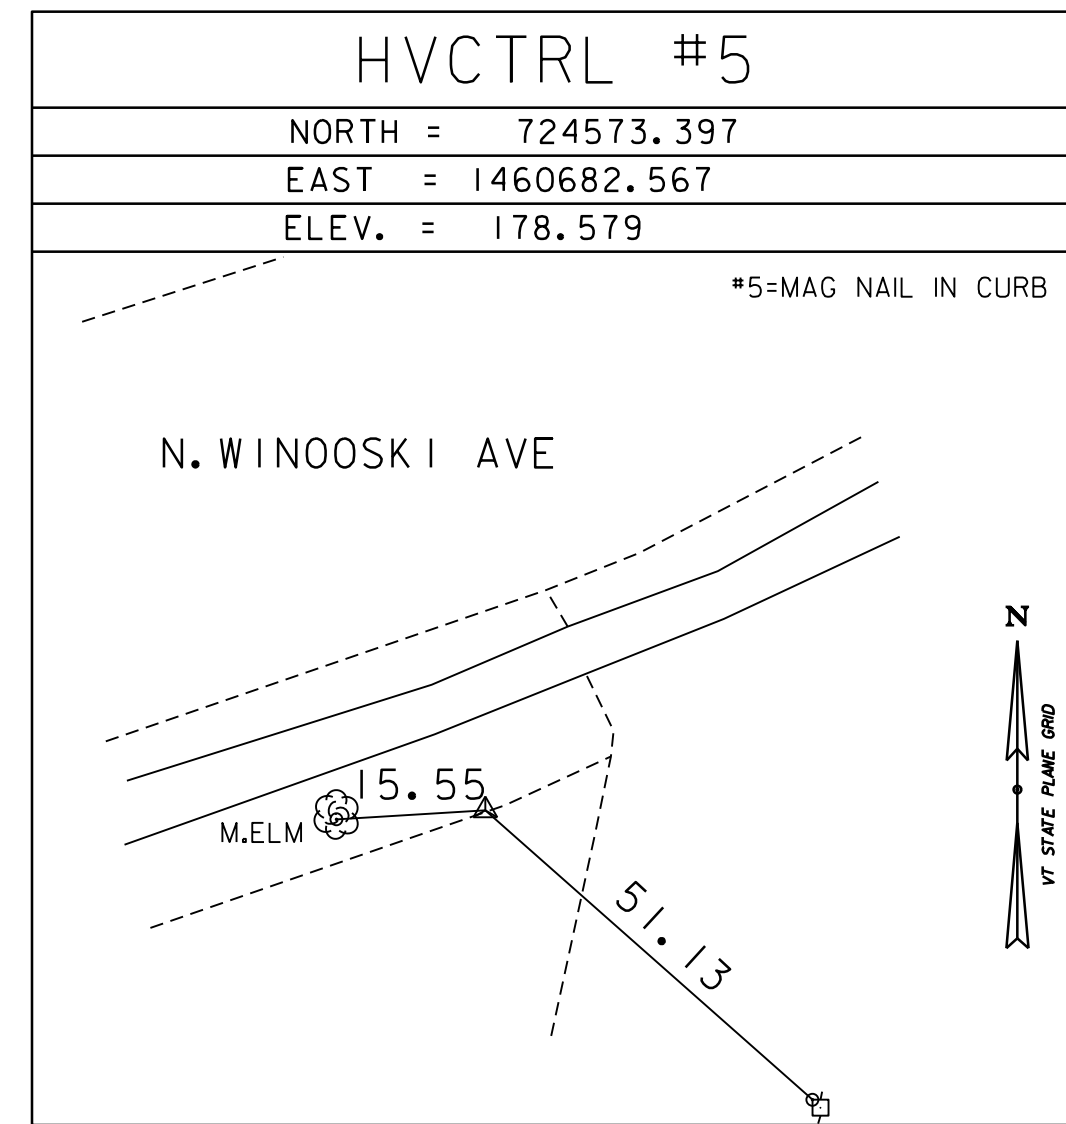 HVCTRL #5
NORTH = 724573.397
EAST = 1460682.567
ELEV. = 178.579
#5=MAG NAIL IN CURB
N. WINOOSKI AVE
N
VT STATE PLANE GRID
15.55
M.ELM
51.13